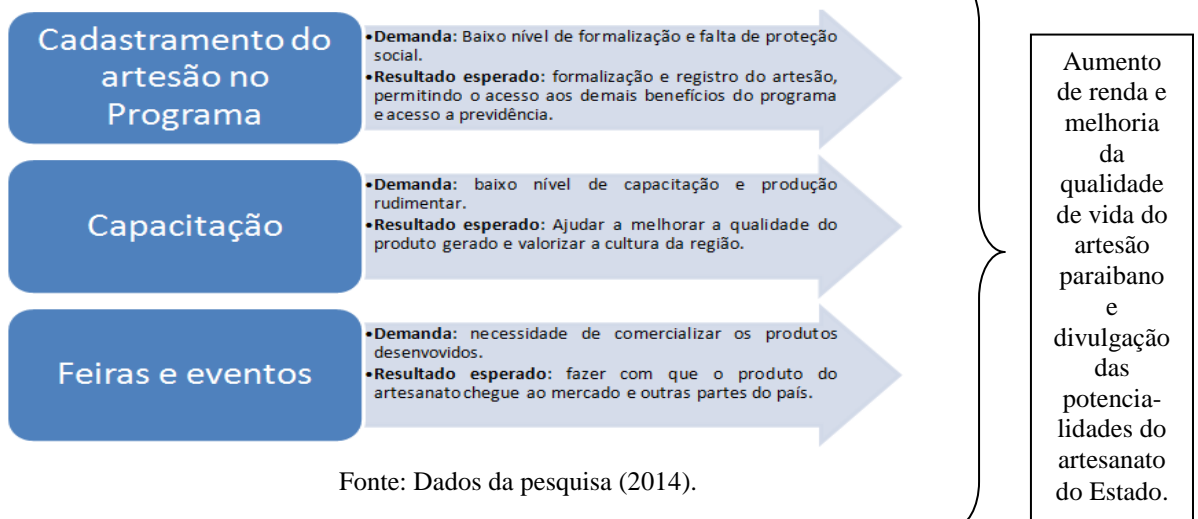 Cadastramento do
artesão no
Programa
•Demanda: Baixo nível de formalização e falta de proteção
social.
•Resultado esperado: formalização e registro do artesão,
permitindo o acesso aos demais benefícios do programa
e acesso a previdência.
Capacitação
•Demanda: baixo nível de capacitação e produção
rudimentar.
•Resultado esperado: Ajudar a melhorar a qualidade do
produto gerado e valorizar a cultura da região.
Feiras e eventos
•Demanda: necessidade de comercializar os produtos
desenvovidos.
•Resultado esperado: fazer com que o produto do
artesanato chegue ao mercado e outras partes do país.
Aumento
de renda e
melhoria
da
qualidade
de vida do
artesão
paraibano
e
divulgação
das
potencia-
lidades do
artesanato
do Estado.
Fonte: Dados da pesquisa (2014).